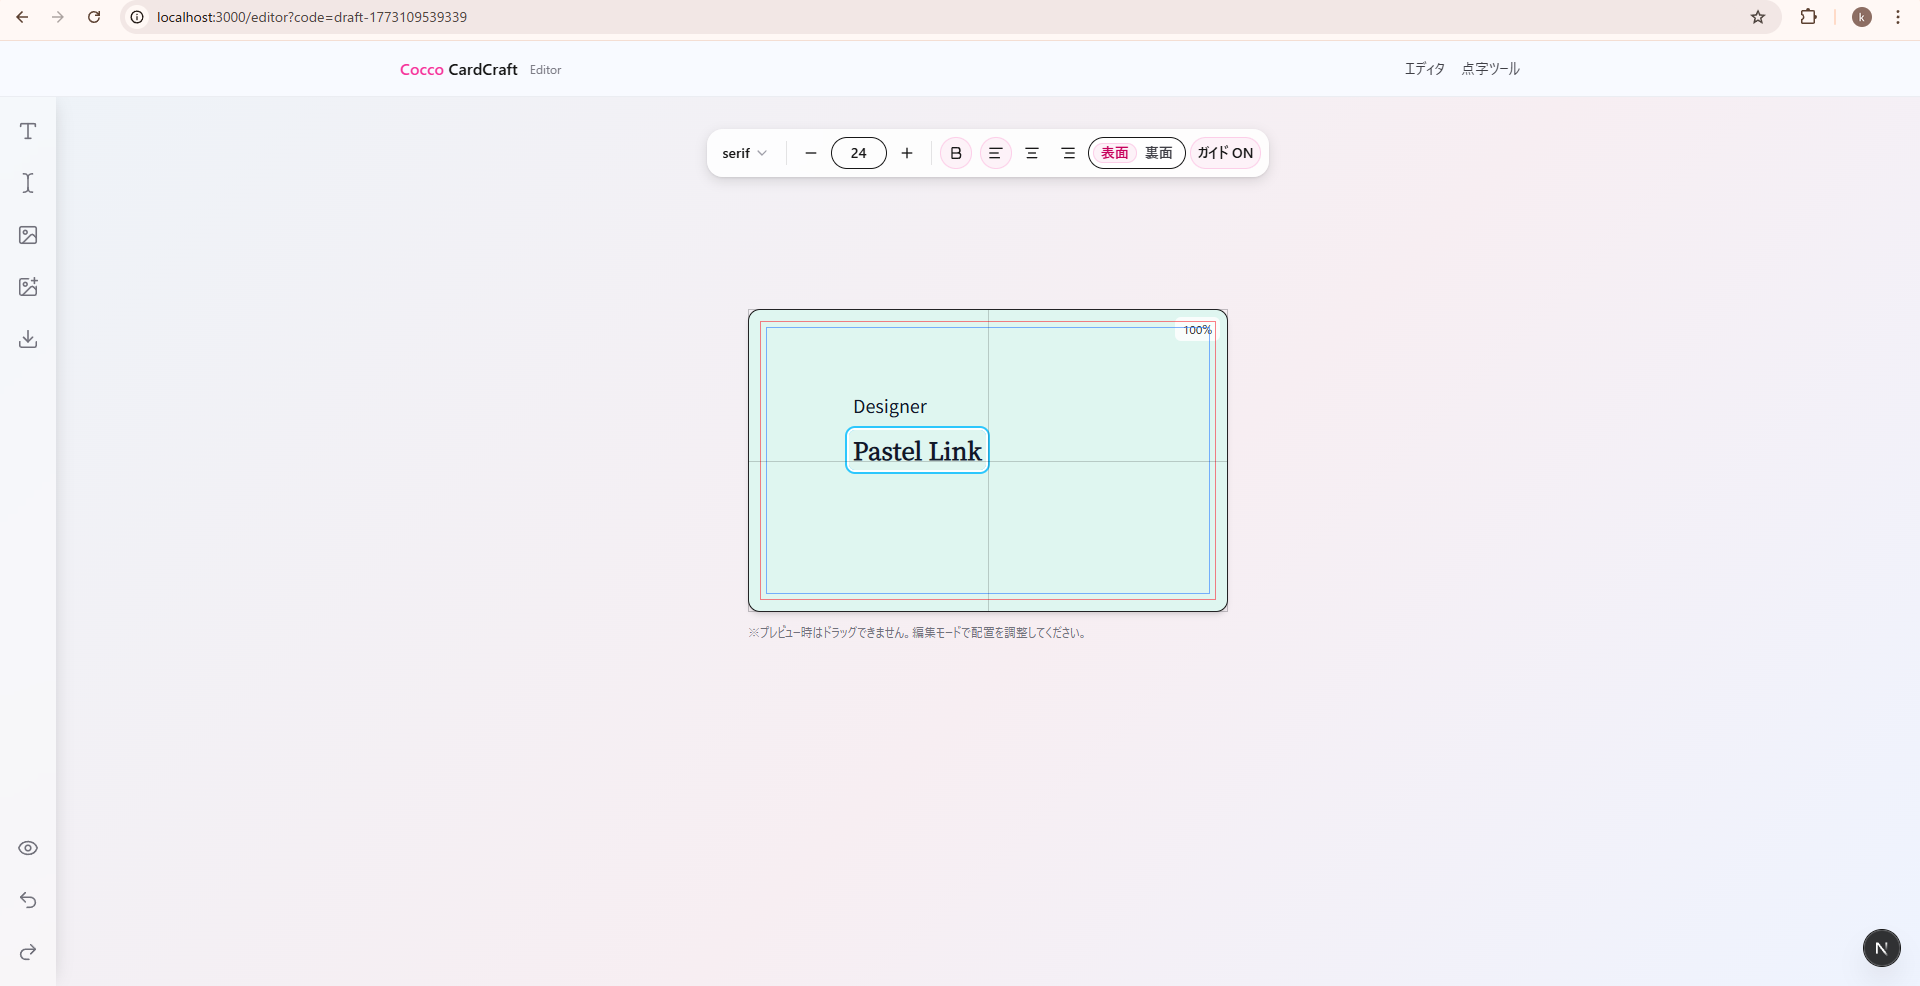 localhost:3000/editor?code=draft-1773109539339
k
Cocco CardCraft Editor
エディタ 点字ツール
serif 24 B 表面 裏面 ガイド ON
100%
Designer
Pastel Link
※プレビュー時はドラッグできません。編集モードで配置を調整してください。
N